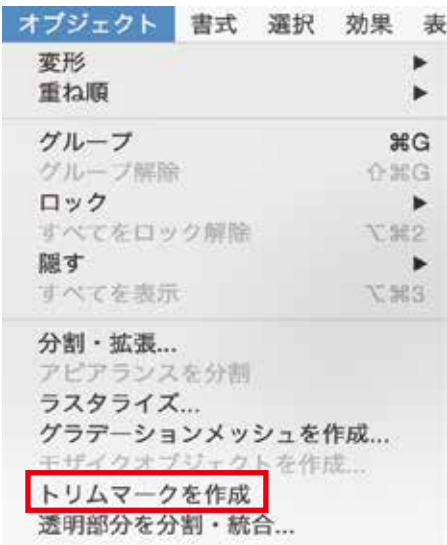 オブジェクト 書式 選択 効果 表
変形 ▶
重ね順 ▶
グループ ⌘G
グループ解除 ⇧⌘G
ロック ▶
すべてをロック解除 ⌥⌘2
隠す ▶
すべてを表示 ⌥⌘3
分割・拡張...
アピアランスを分割
ラスタライズ...
グラデーションメッシュを作成...
モザイクオブジェクトを作成...
トリムマークを作成
透明部分を分割・統合...